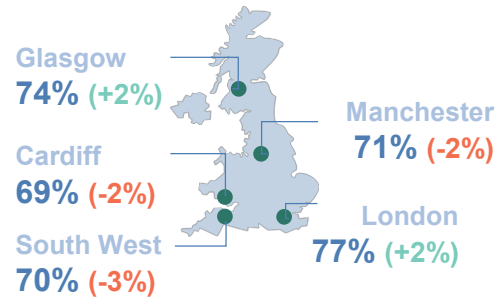 Glasgow
74% (+2%)
Manchester
71% (-2%)
Cardiff
69% (-2%)
London
77% (+2%)
South West
70% (-3%)